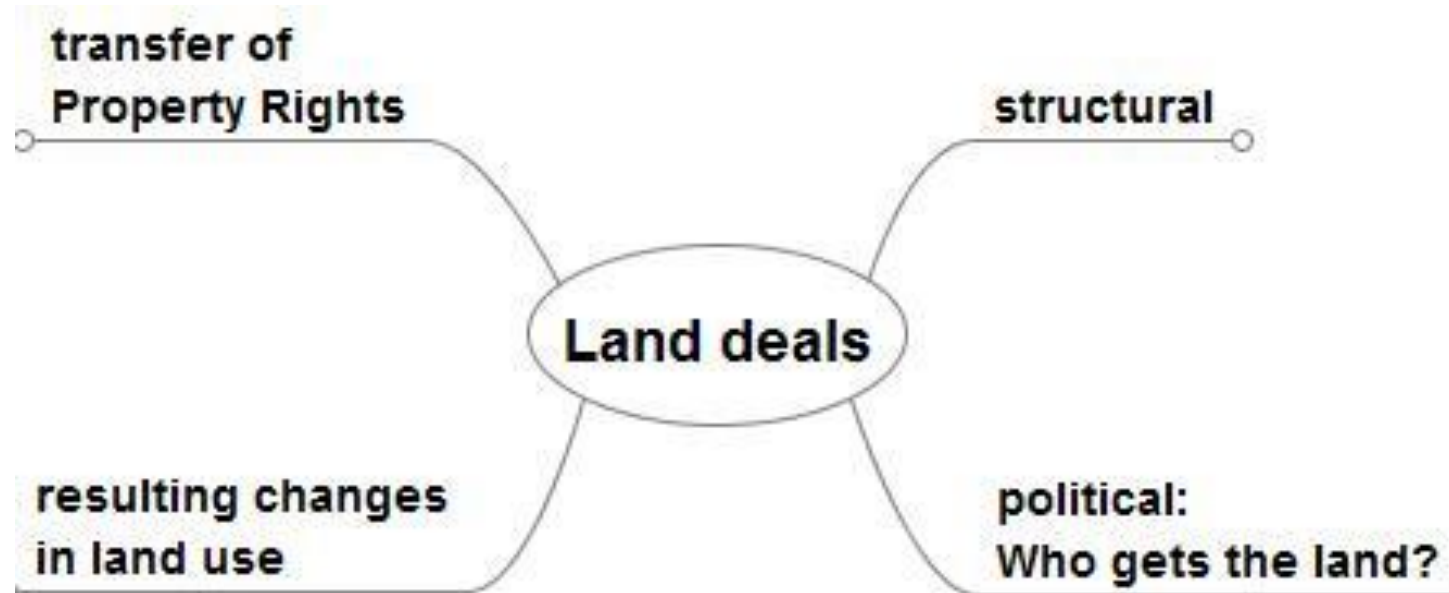 transfer of
Property Rights
structural
Land deals
resulting changes
in land use
political:
Who gets the land?